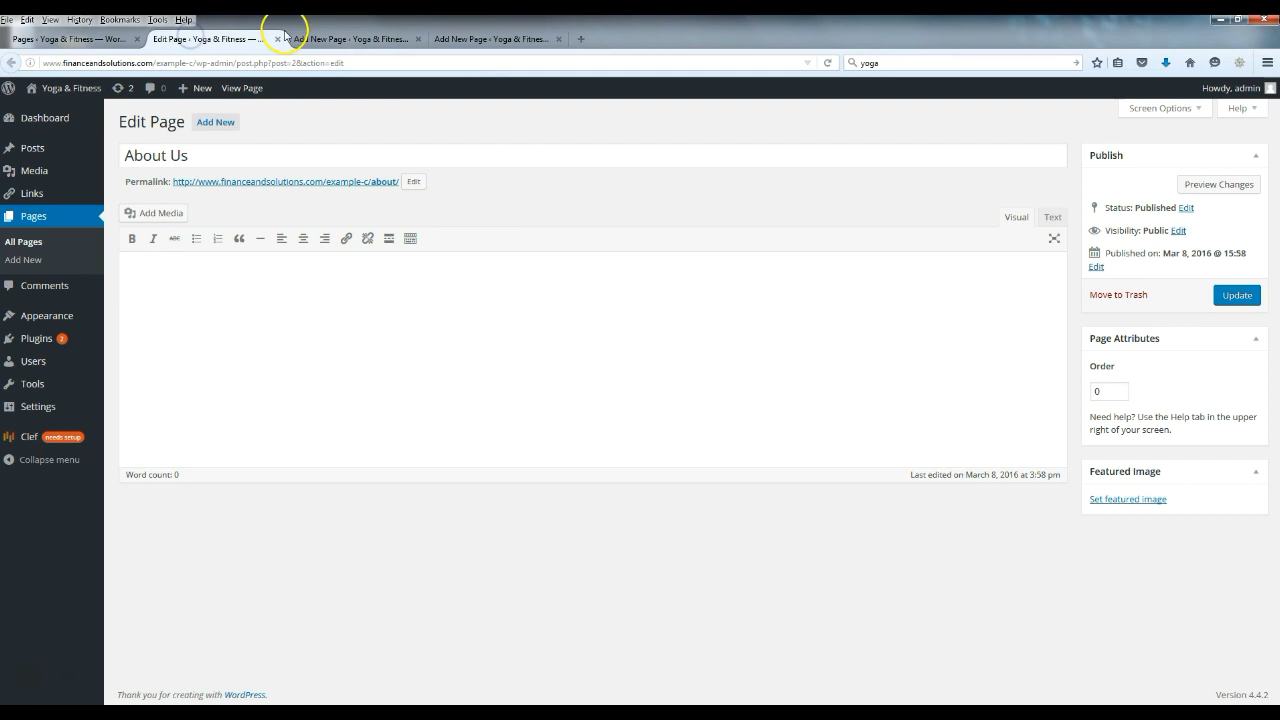 File Edit View History Bookmarks Tools Help
Pages ‹ Yoga & Fitness — Wor... Edit Page ‹ Yoga & Fitness — ... Add New Page ‹ Yoga & Fitness... Add New Page ‹ Yoga & Fitness...
www.financeandsolutions.com/example-c/wp-admin/post.php?post=2&action=edit yoga
Yoga & Fitness 2 0 New View Page Howdy, admin
Dashboard
Posts
Media
Links
Pages
All Pages
Add New
Comments
Appearance
Plugins 2
Users
Tools
Settings
Clef needs setup
Collapse menu
Screen Options Help
Edit Page Add New
About Us
Permalink: http://www.financeandsolutions.com/example-c/about/ Edit
Add Media Visual Text
B I ABC
Word count: 0 Last edited on March 8, 2016 at 3:58 pm
Publish
Preview Changes
Status: Published Edit
Visibility: Public Edit
Published on: Mar 8, 2016 @ 15:58
Edit
Move to Trash Update
Page Attributes
Order
0
Need help? Use the Help tab in the upper
right of your screen.
Featured Image
Set featured image
Thank you for creating with WordPress. Version 4.4.2